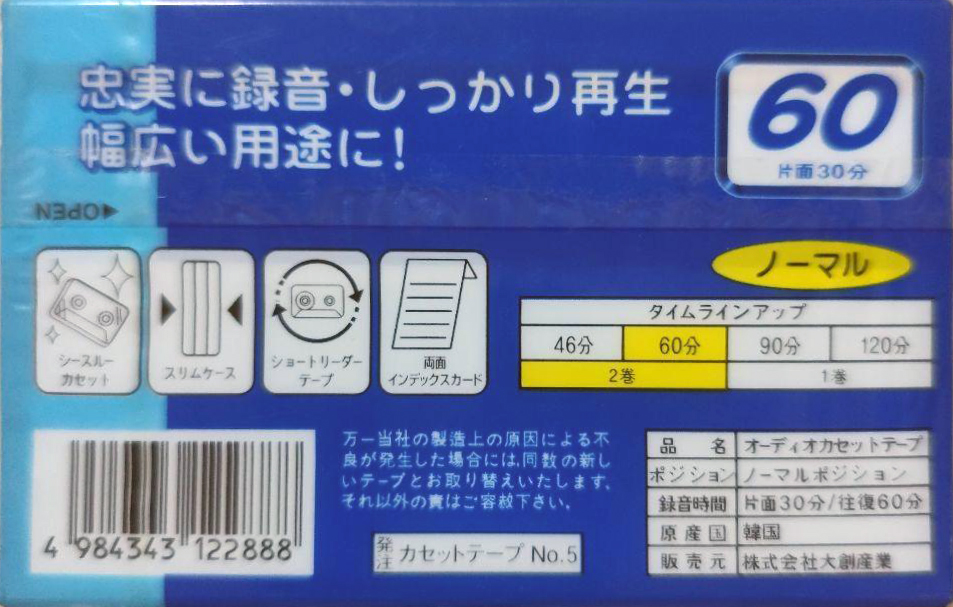 忠実に録音・しっかり再生
幅広い用途に!
60
片面30分
OPEN
シースルー
カセット
スリムケース
ショートリーダー
テープ
両面
インデックスカード
ノーマル
タイムラインアップ
46分 60分 90分 120分
2巻 1巻
4 984343 122888
万一当社の製造上の原因による不
良が発生した場合には、同数の新し
いテープとお取り替えいたします。
それ以外の責はご容赦下さい。
発注 カセットテープ No.5
品名 オーディオカセットテープ
ポジション ノーマルポジション
録音時間 片面30分/往復60分
原産国 韓国
販売元 株式会社大創産業